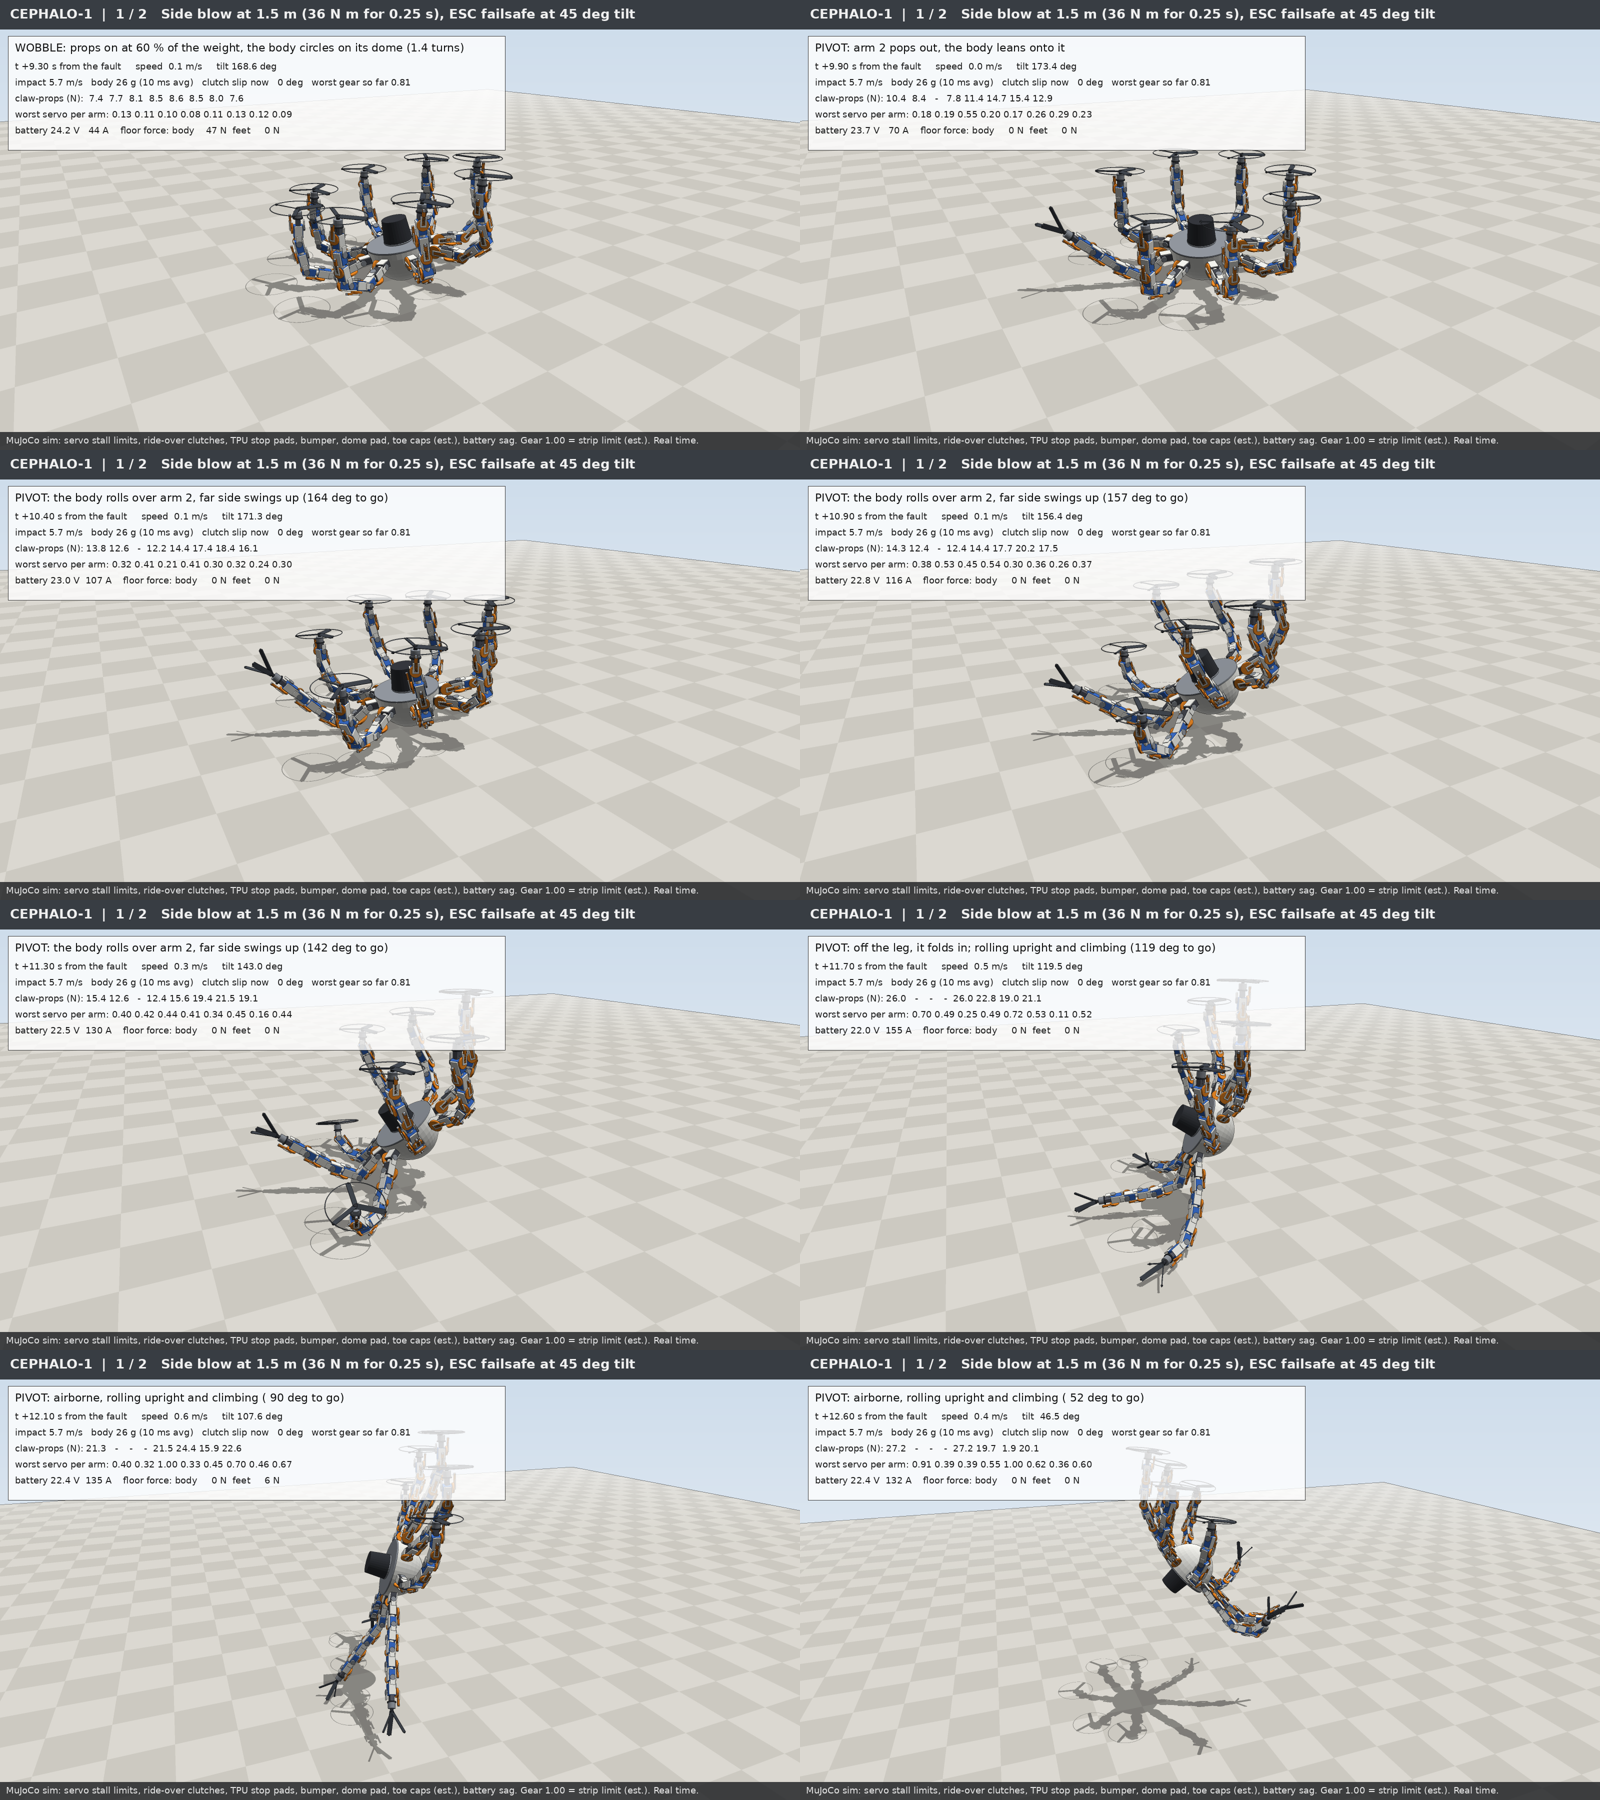 CEPHALO-1 | 1 / 2 Side blow at 1.5 m (36 N m for 0.25 s), ESC failsafe at 45 deg tilt
WOBBLE: props on at 60 % of the weight, the body circles on its dome (1.4 turns)
t +9.30 s from the fault speed 0.1 m/s tilt 168.6 deg
impact 5.7 m/s body 26 g (10 ms avg) clutch slip now 0 deg worst gear so far 0.81
claw-props (N): 7.4 7.7 8.1 8.5 8.6 8.5 8.0 7.6
worst servo per arm: 0.13 0.11 0.10 0.08 0.11 0.13 0.12 0.09
battery 24.2 V 44 A floor force: body 47 N feet 0 N
MuJoCo sim: servo stall limits, ride-over clutches, TPU stop pads, bumper, dome pad, toe caps (est.), battery sag. Gear 1.00 = strip limit (est.). Real time.
CEPHALO-1 | 1 / 2 Side blow at 1.5 m (36 N m for 0.25 s), ESC failsafe at 45 deg tilt
PIVOT: arm 2 pops out, the body leans onto it
t +9.90 s from the fault speed 0.0 m/s tilt 173.4 deg
impact 5.7 m/s body 26 g (10 ms avg) clutch slip now 0 deg worst gear so far 0.81
claw-props (N): 10.4 8.4 - 7.8 11.4 14.7 15.4 12.9
worst servo per arm: 0.18 0.19 0.55 0.20 0.17 0.26 0.29 0.23
battery 23.7 V 70 A floor force: body 0 N feet 0 N
MuJoCo sim: servo stall limits, ride-over clutches, TPU stop pads, bumper, dome pad, toe caps (est.), battery sag. Gear 1.00 = strip limit (est.). Real time.
CEPHALO-1 | 1 / 2 Side blow at 1.5 m (36 N m for 0.25 s), ESC failsafe at 45 deg tilt
PIVOT: the body rolls over arm 2, far side swings up (164 deg to go)
t +10.40 s from the fault speed 0.1 m/s tilt 171.3 deg
impact 5.7 m/s body 26 g (10 ms avg) clutch slip now 0 deg worst gear so far 0.81
claw-props (N): 13.8 12.6 - 12.2 14.4 17.4 18.4 16.1
worst servo per arm: 0.32 0.41 0.21 0.41 0.30 0.32 0.24 0.30
battery 23.0 V 107 A floor force: body 0 N feet 0 N
MuJoCo sim: servo stall limits, ride-over clutches, TPU stop pads, bumper, dome pad, toe caps (est.), battery sag. Gear 1.00 = strip limit (est.). Real time.
CEPHALO-1 | 1 / 2 Side blow at 1.5 m (36 N m for 0.25 s), ESC failsafe at 45 deg tilt
PIVOT: the body rolls over arm 2, far side swings up (157 deg to go)
t +10.90 s from the fault speed 0.1 m/s tilt 156.4 deg
impact 5.7 m/s body 26 g (10 ms avg) clutch slip now 0 deg worst gear so far 0.81
claw-props (N): 14.3 12.4 - 12.4 14.4 17.7 20.2 17.5
worst servo per arm: 0.38 0.53 0.45 0.54 0.30 0.36 0.26 0.37
battery 22.8 V 116 A floor force: body 0 N feet 0 N
MuJoCo sim: servo stall limits, ride-over clutches, TPU stop pads, bumper, dome pad, toe caps (est.), battery sag. Gear 1.00 = strip limit (est.). Real time.
CEPHALO-1 | 1 / 2 Side blow at 1.5 m (36 N m for 0.25 s), ESC failsafe at 45 deg tilt
PIVOT: the body rolls over arm 2, far side swings up (142 deg to go)
t +11.30 s from the fault speed 0.3 m/s tilt 143.0 deg
impact 5.7 m/s body 26 g (10 ms avg) clutch slip now 0 deg worst gear so far 0.81
claw-props (N): 15.4 12.6 - 12.4 15.6 19.4 21.5 19.1
worst servo per arm: 0.40 0.42 0.44 0.41 0.34 0.45 0.16 0.44
battery 22.5 V 130 A floor force: body 0 N feet 0 N
MuJoCo sim: servo stall limits, ride-over clutches, TPU stop pads, bumper, dome pad, toe caps (est.), battery sag. Gear 1.00 = strip limit (est.). Real time.
CEPHALO-1 | 1 / 2 Side blow at 1.5 m (36 N m for 0.25 s), ESC failsafe at 45 deg tilt
PIVOT: off the leg, it folds in; rolling upright and climbing (119 deg to go)
t +11.70 s from the fault speed 0.5 m/s tilt 119.5 deg
impact 5.7 m/s body 26 g (10 ms avg) clutch slip now 0 deg worst gear so far 0.81
claw-props (N): 26.0 - - - 26.0 22.8 19.0 21.1
worst servo per arm: 0.70 0.49 0.25 0.49 0.72 0.53 0.11 0.52
battery 22.0 V 155 A floor force: body 0 N feet 0 N
MuJoCo sim: servo stall limits, ride-over clutches, TPU stop pads, bumper, dome pad, toe caps (est.), battery sag. Gear 1.00 = strip limit (est.). Real time.
CEPHALO-1 | 1 / 2 Side blow at 1.5 m (36 N m for 0.25 s), ESC failsafe at 45 deg tilt
PIVOT: airborne, rolling upright and climbing ( 90 deg to go)
t +12.10 s from the fault speed 0.6 m/s tilt 107.6 deg
impact 5.7 m/s body 26 g (10 ms avg) clutch slip now 0 deg worst gear so far 0.81
claw-props (N): 21.3 - - - 21.5 24.4 15.9 22.6
worst servo per arm: 0.40 0.32 1.00 0.33 0.45 0.70 0.46 0.67
battery 22.4 V 135 A floor force: body 0 N feet 6 N
MuJoCo sim: servo stall limits, ride-over clutches, TPU stop pads, bumper, dome pad, toe caps (est.), battery sag. Gear 1.00 = strip limit (est.). Real time.
CEPHALO-1 | 1 / 2 Side blow at 1.5 m (36 N m for 0.25 s), ESC failsafe at 45 deg tilt
PIVOT: airborne, rolling upright and climbing ( 52 deg to go)
t +12.60 s from the fault speed 0.4 m/s tilt 46.5 deg
impact 5.7 m/s body 26 g (10 ms avg) clutch slip now 0 deg worst gear so far 0.81
claw-props (N): 27.2 - - - 27.2 19.7 1.9 20.1
worst servo per arm: 0.91 0.39 0.39 0.55 1.00 0.62 0.36 0.60
battery 22.4 V 132 A floor force: body 0 N feet 0 N
MuJoCo sim: servo stall limits, ride-over clutches, TPU stop pads, bumper, dome pad, toe caps (est.), battery sag. Gear 1.00 = strip limit (est.). Real time.